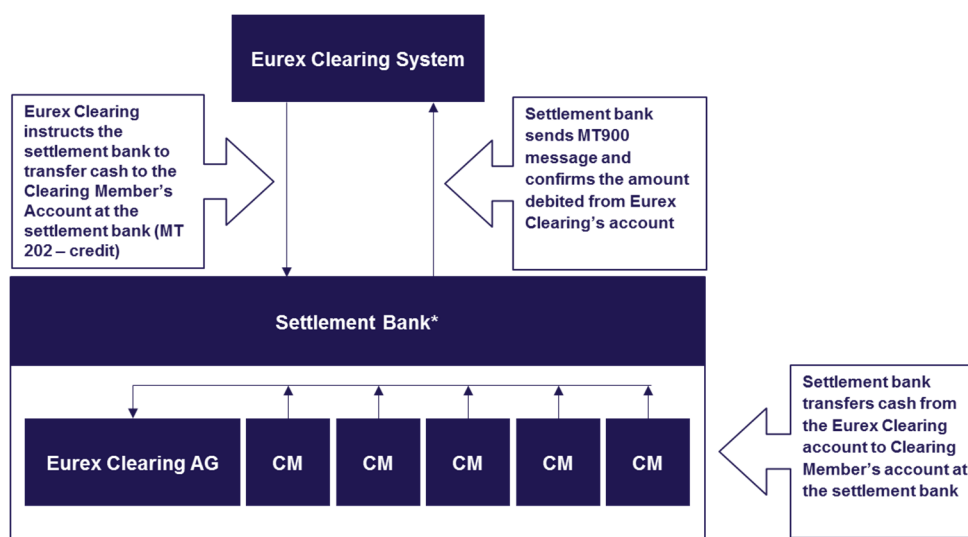 Eurex Clearing System
Eurex Clearing
instructs the
settlement bank to
transfer cash to the
Clearing Member's
Account at the
settlement bank (MT
202 – credit)
Settlement bank
sends MT900
message and
confirms the amount
debited from Eurex
Clearing's account
Settlement Bank*
Eurex Clearing AG
CM
CM
CM
CM
CM
Settlement bank
transfers cash from
the Eurex Clearing
account to Clearing
Member's account at
the settlement bank